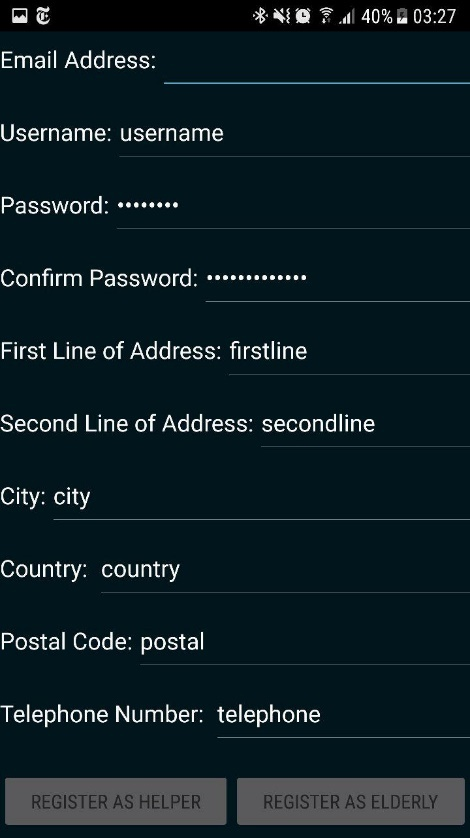 40% 03:27
Email Address:
Username: username
Password: ••••••••
Confirm Password: •••••••••••••
First Line of Address: firstline
Second Line of Address: secondline
City: city
Country: country
Postal Code: postal
Telephone Number: telephone
REGISTER AS HELPER REGISTER AS ELDERLY